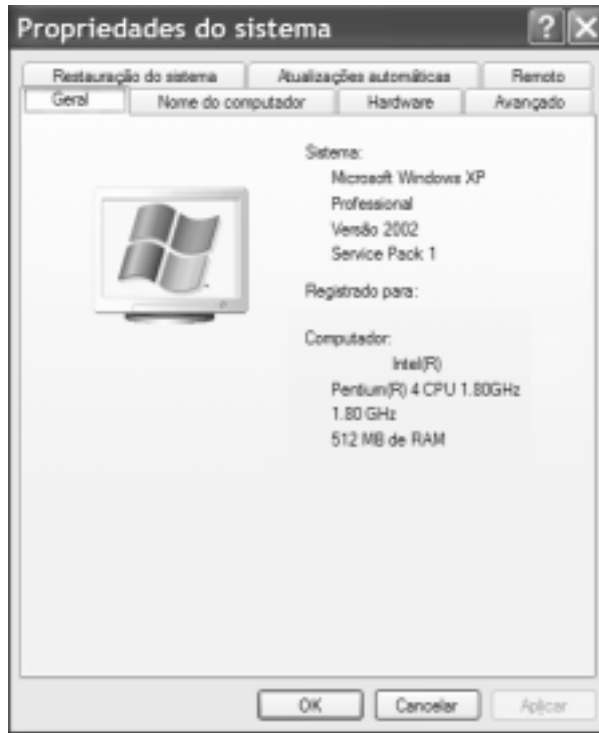 Propriedades do sistema
Restauração do sistema
Atualizações automáticas
Remoto
Geral
Nome do computador
Hardware
Avançado
Sistema:
Microsoft Windows XP
Professional
Versão 2002
Service Pack 1
Registrado para:
Computador:
Intel(R)
Pentium(R) 4 CPU 1.80GHz
1.80 GHz
512 MB de RAM
OK
Cancelar
Aplicar